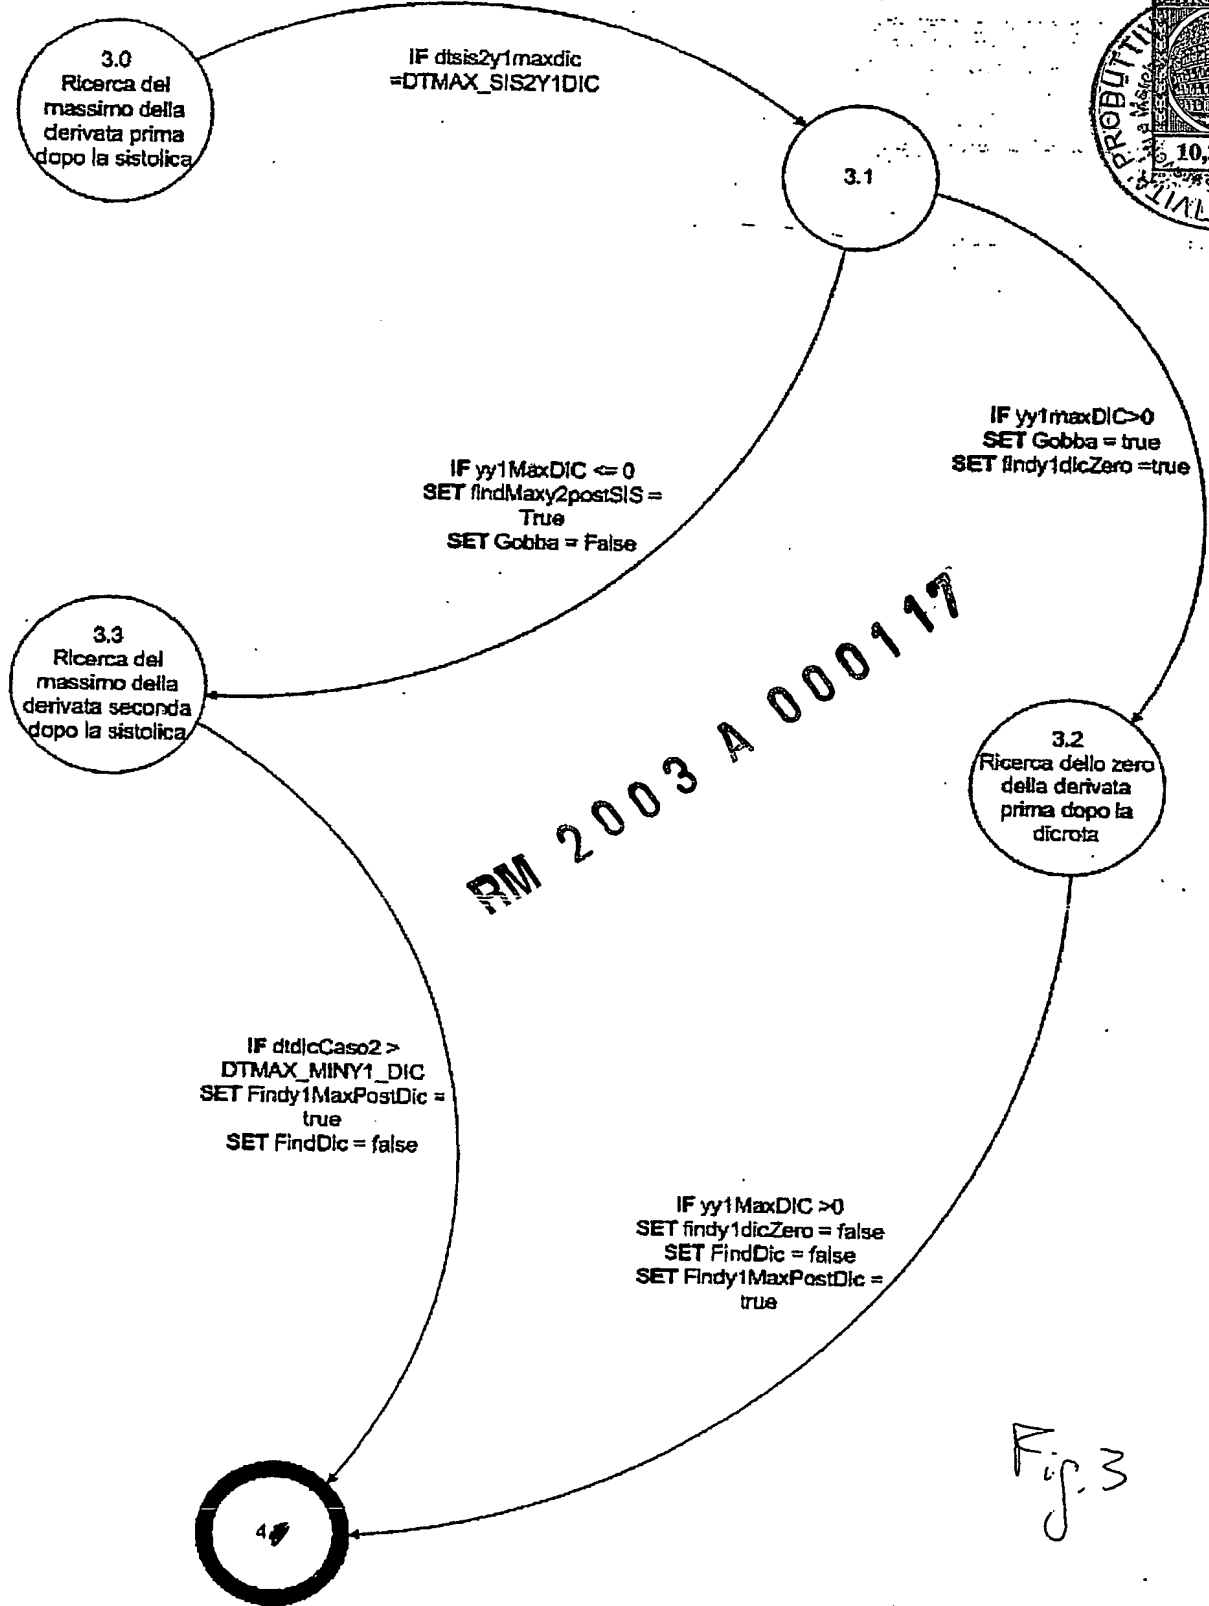 3.0
Ricerca del
massimo della
derivata prima
dopo la sistolica
IF dtsis2y1maxdic
=DTMAX_SIS2Y1DIC
3.1
PRODUTTIV
10,
IF yy1maxDIC>0
SET Gobba = true
SET findy1dicZero =true
IF yy1MaxDIC <= 0
SET findMaxy2postSIS =
True
SET Gobba = False
3.3
Ricerca del
massimo della
derivata seconda
dopo la sistolica
RM 2003 A 000117
3.2
Ricerca dello zero
della derivata
prima dopo la
dicrota
IF dtdicCaso2 >
DTMAX_MINY1_DIC
SET Findy1MaxPostDic =
true
SET FindDic = false
IF yy1MaxDIC >0
SET findy1dicZero = false
SET FindDic = false
SET Findy1MaxPostDic =
true
4
Fig. 3